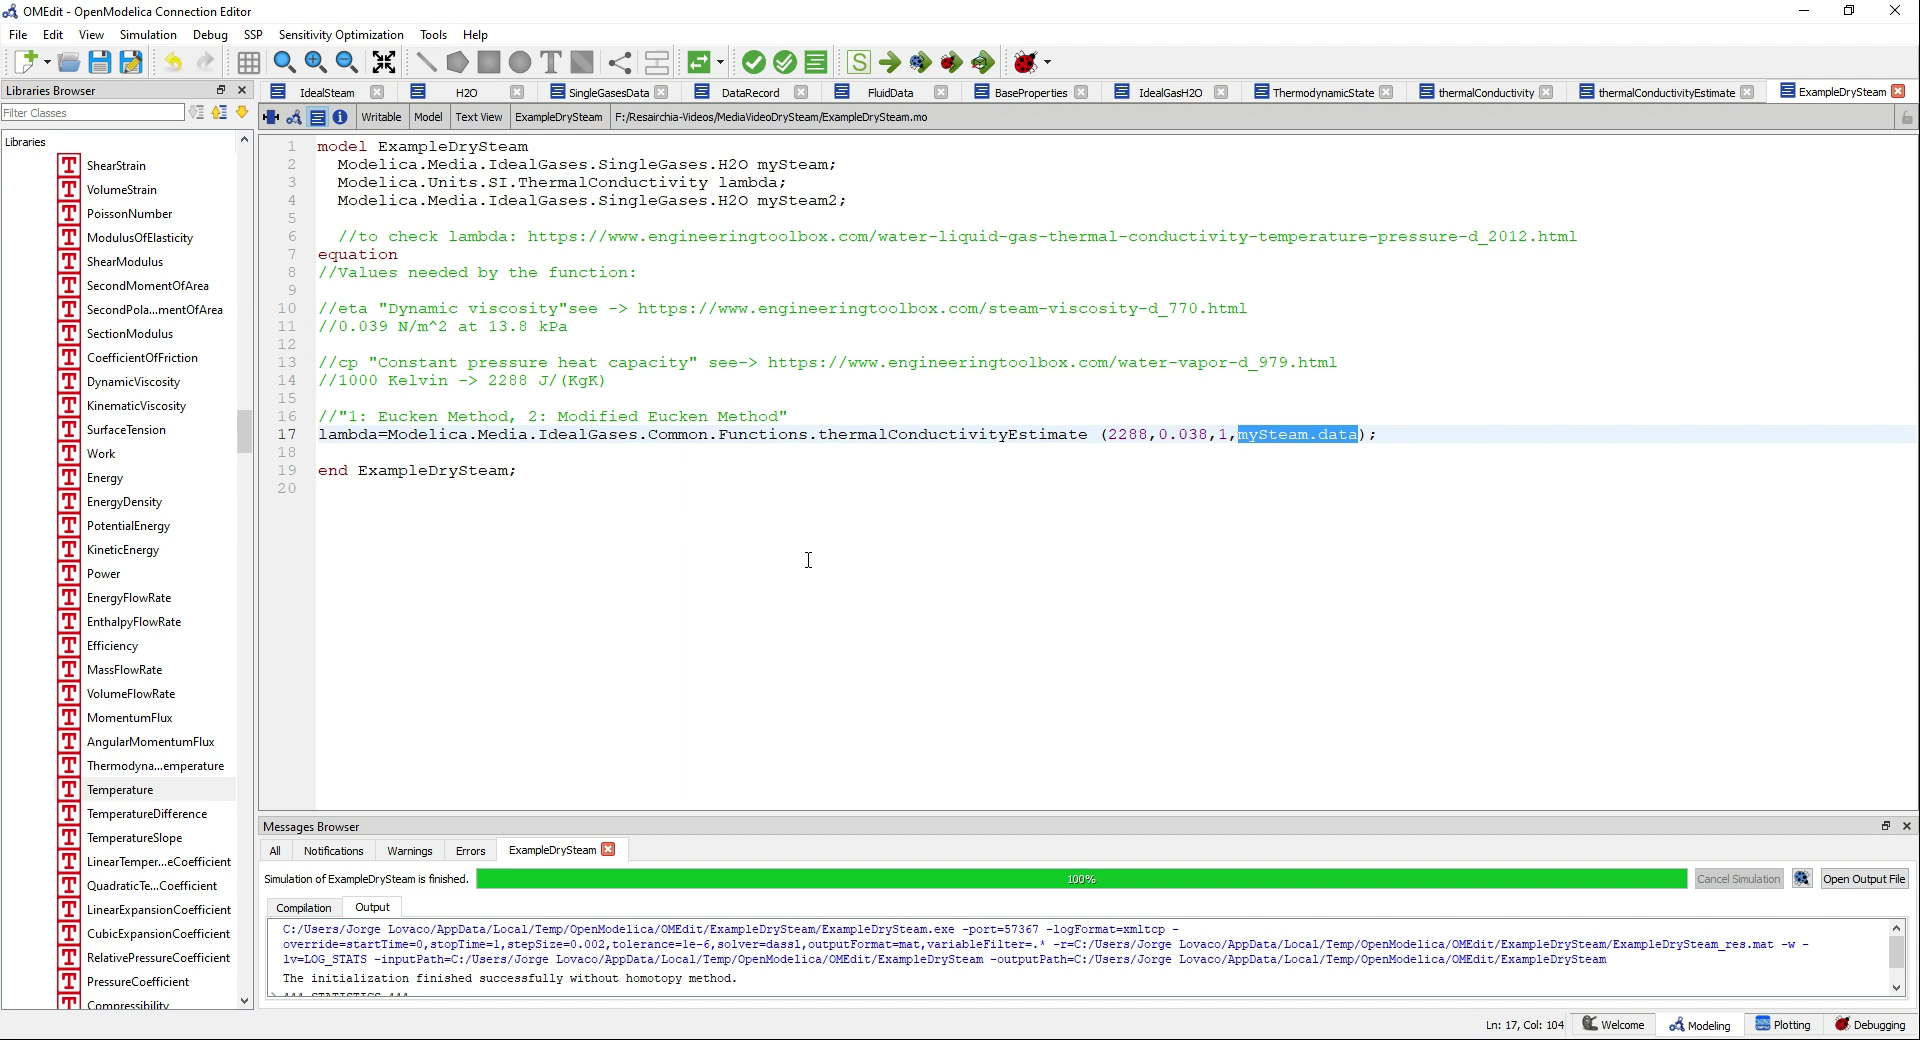 OMEdit - OpenModelica Connection Editor
File Edit View Simulation Debug SSP Sensitivity Optimization Tools Help
Libraries Browser
IdealSteam H2O SingleGasesData DataRecord FluidData BaseProperties IdealGasH2O ThermodynamicState thermalConductivity thermalConductivityEstimate ExampleDrySteam
Filter Classes
Writable Model Text View ExampleDrySteam F:/Resairchia-Videos/MediaVideoDrySteam/ExampleDrySteam.mo
Libraries
ShearStrain
VolumeStrain
PoissonNumber
ModulusOfElasticity
ShearModulus
SecondMomentOfArea
SecondPola...mentOfArea
SectionModulus
CoefficientOfFriction
DynamicViscosity
KinematicViscosity
SurfaceTension
Work
Energy
EnergyDensity
PotentialEnergy
KineticEnergy
Power
EnergyFlowRate
EnthalpyFlowRate
Efficiency
MassFlowRate
VolumeFlowRate
MomentumFlux
AngularMomentumFlux
Thermodyna...emperature
Temperature
TemperatureDifference
TemperatureSlope
LinearTemper...eCoefficient
QuadraticTe...Coefficient
LinearExpansionCoefficient
CubicExpansionCoefficient
RelativePressureCoefficient
PressureCoefficient
Compressibility
1 model ExampleDrySteam
2 Modelica.Media.IdealGases.SingleGases.H2O mySteam;
3 Modelica.Units.SI.ThermalConductivity lambda;
4 Modelica.Media.IdealGases.SingleGases.H2O mySteam2;
5
6 //to check lambda: https://www.engineeringtoolbox.com/water-liquid-gas-thermal-conductivity-temperature-pressure-d_2012.html
7 equation
8 //Values needed by the function:
9
10 //eta "Dynamic viscosity"see -> https://www.engineeringtoolbox.com/steam-viscosity-d_770.html
11 //0.039 N/m^2 at 13.8 kPa
12
13 //cp "Constant pressure heat capacity" see-> https://www.engineeringtoolbox.com/water-vapor-d_979.html
14 //1000 Kelvin -> 2288 J/(KgK)
15
16 //"1: Eucken Method, 2: Modified Eucken Method"
17 lambda=Modelica.Media.IdealGases.Common.Functions.thermalConductivityEstimate (2288,0.038,1,mySteam.data);
18
19 end ExampleDrySteam;
20
Messages Browser
All Notifications Warnings Errors ExampleDrySteam
Simulation of ExampleDrySteam is finished. 100% Cancel Simulation Open Output File
Compilation Output
C:/Users/Jorge Lovaco/AppData/Local/Temp/OpenModelica/OMEdit/ExampleDrySteam/ExampleDrySteam.exe -port=57367 -logFormat=xmltcp -
override=startTime=0,stopTime=1,stepSize=0.002,tolerance=1e-6,solver=dassl,outputFormat=mat,variableFilter=.* -r=C:/Users/Jorge Lovaco/AppData/Local/Temp/OpenModelica/OMEdit/ExampleDrySteam/ExampleDrySteam_res.mat -w -
lv=LOG_STATS -inputPath=C:/Users/Jorge Lovaco/AppData/Local/Temp/OpenModelica/OMEdit/ExampleDrySteam -outputPath=C:/Users/Jorge Lovaco/AppData/Local/Temp/OpenModelica/OMEdit/ExampleDrySteam
The initialization finished successfully without homotopy method.
Ln: 17, Col: 104 Welcome Modeling Plotting Debugging